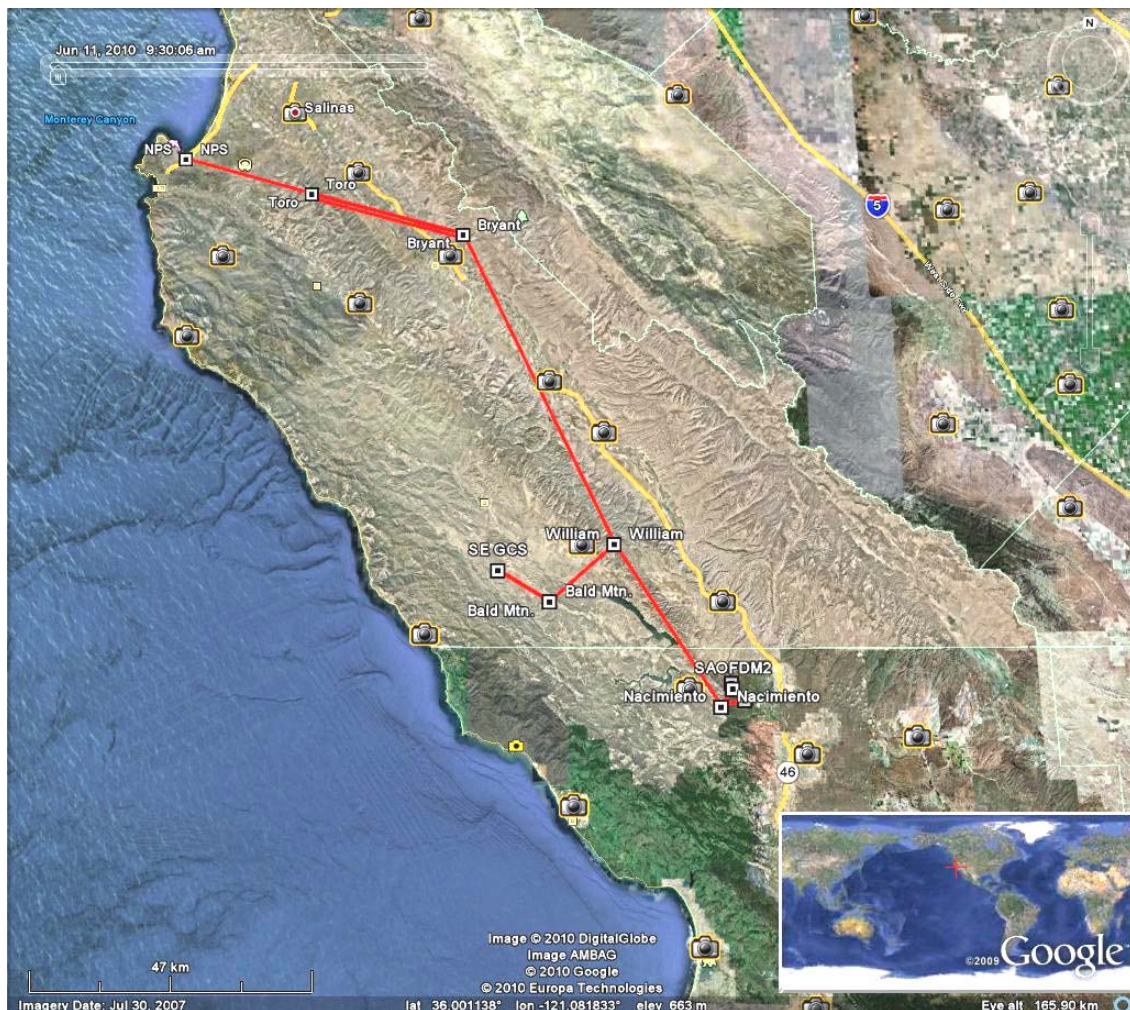 Jun 11, 2010   9:30:06 am
N
Monterey Canyon
Salinas
NPS
NPS
Toro
Toro
Bryant
Bryant
5
West Side Fwy
William
William
SE GCS
Bald Mtn.
Bald Mtn.
SAOFDM2
Nacimiento
Nacimiento
46
Image © 2010 DigitalGlobe
Image AMBAG
© 2010 Google
© 2010 Europa Technologies
©2009 Google
47 km
Imagery Date: Jul 30, 2007
lat 36.001138° lon -121.081833° elev 663 m
Eye alt 165.90 km